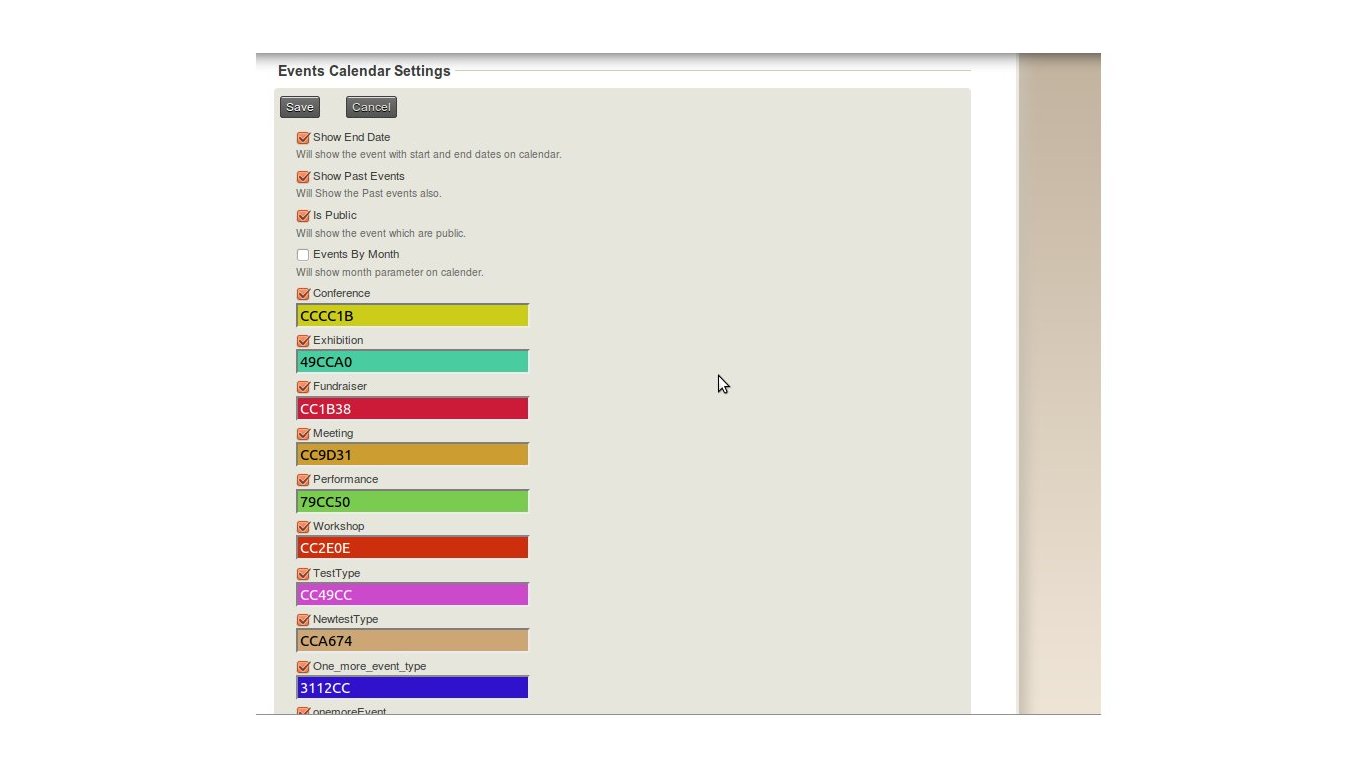 Events Calendar Settings
Save Cancel
Show End Date
Will show the event with start and end dates on calendar.
Show Past Events
Will Show the Past events also.
Is Public
Will show the event which are public.
Events By Month
Will show month parameter on calender.
Conference
CCCC1B
Exhibition
49CCA0
Fundraiser
CC1B38
Meeting
CC9D31
Performance
79CC50
Workshop
CC2E0E
TestType
CC49CC
NewtestType
CCA674
One_more_event_type
3112CC
onemoreEvent